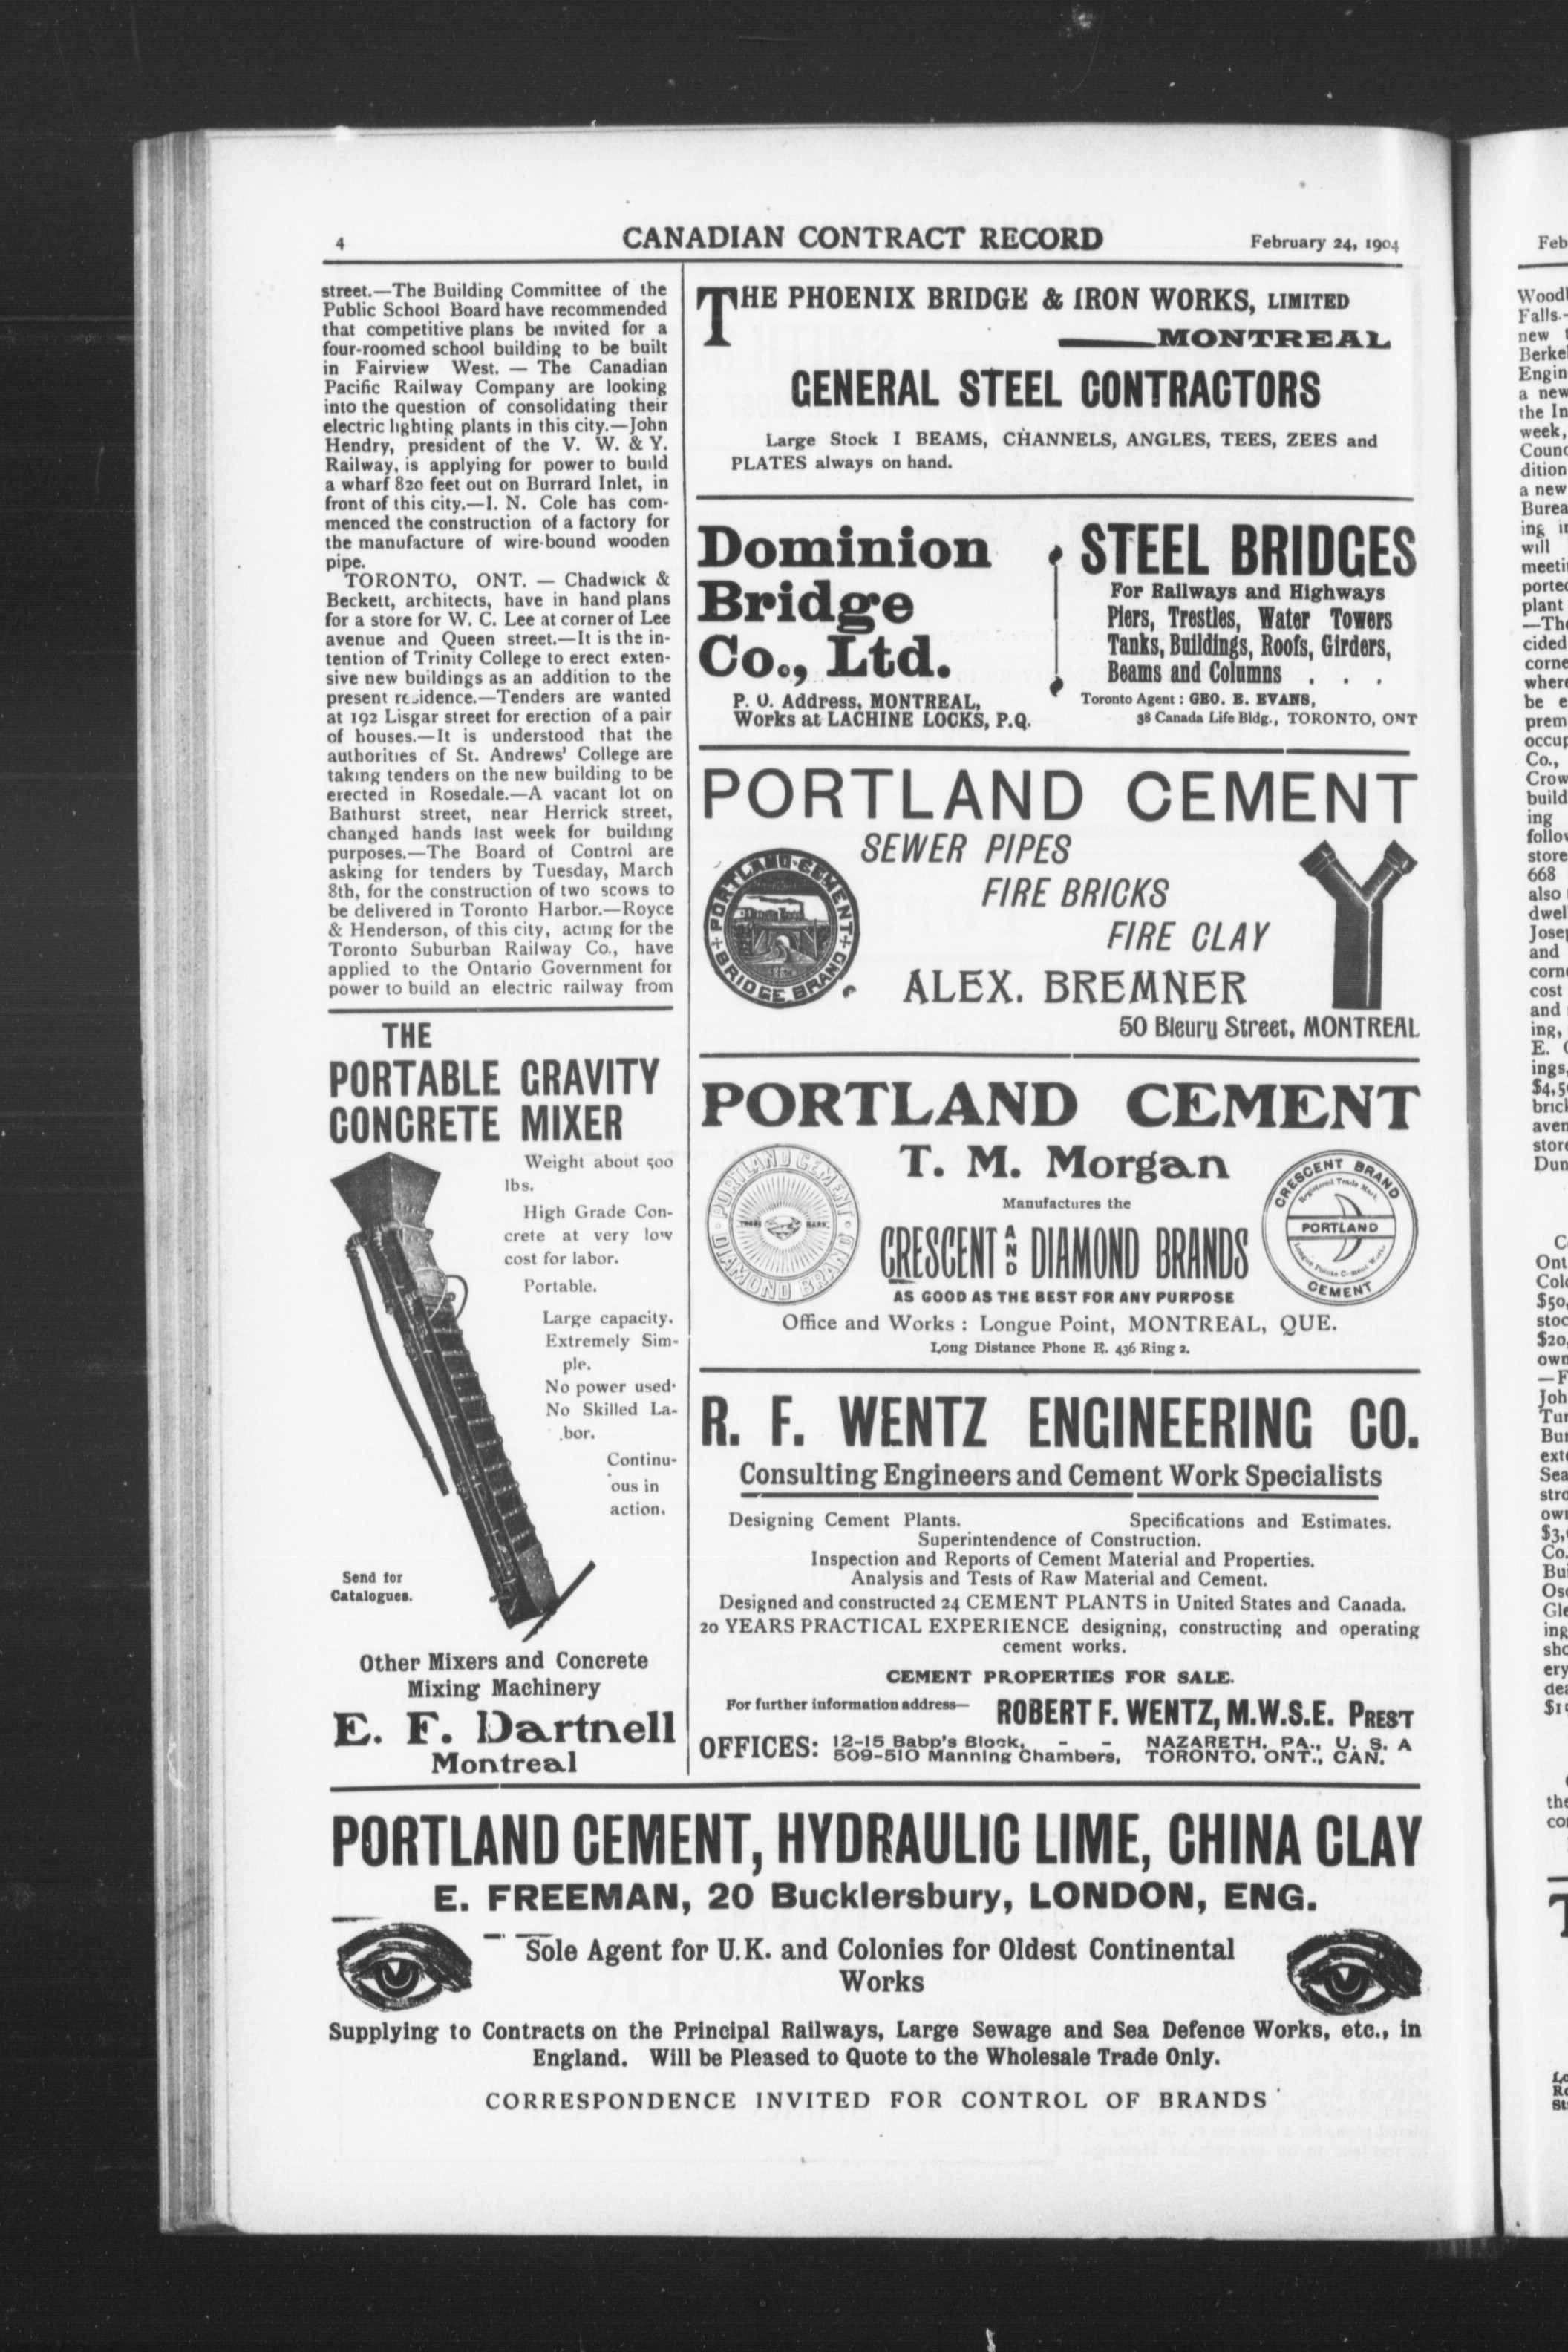 4
CANADIAN CONTRACT RECORD
February 24, 1904
street.—The Building Committee of the
Public School Board have recommended
that competitive plans be invited for a
four-roomed school building to be built
in Fairview West. — The Canadian
Pacific Railway Company are looking
into the question of consolidating their
electric lighting plants in this city.—John
Hendry, president of the V. W. & Y.
Railway, is applying for power to build
a wharf 820 feet out on Burrard Inlet, in
front of this city.—I. N. Cole has com-
menced the construction of a factory for
the manufacture of wire-bound wooden
pipe.
TORONTO, ONT. — Chadwick &
Beckett, architects, have in hand plans
for a store for W. C. Lee at corner of Lee
avenue and Queen street.—It is the in-
tention of Trinity College to erect exten-
sive new buildings as an addition to the
present residence.—Tenders are wanted
at 192 Lisgar street for erection of a pair
of houses.—It is understood that the
authorities of St. Andrews' College are
taking tenders on the new building to be
erected in Rosedale.—A vacant lot on
Bathurst street, near Herrick street,
changed hands last week for building
purposes.—The Board of Control are
asking for tenders by Tuesday, March
8th, for the construction of two scows to
be delivered in Toronto Harbor.—Royce
& Henderson, of this city, acting for the
Toronto Suburban Railway Co., have
applied to the Ontario Government for
power to build an electric railway from
THE
PORTABLE GRAVITY
CONCRETE MIXER
Weight about 500
lbs.
High Grade Con-
crete at very low
cost for labor.
Portable.
Large capacity.
Extremely Sim-
ple.
No power used.
No Skilled La-
bor.
Continu-
ous in
action.
Send for
Catalogues.
Other Mixers and Concrete
Mixing Machinery
E. F. Dartnell
Montreal
THE PHOENIX BRIDGE & IRON WORKS, LIMITED
MONTREAL
GENERAL STEEL CONTRACTORS
Large Stock I BEAMS, CHANNELS, ANGLES, TEES, ZEES and
PLATES always on hand.
Dominion
Bridge
Co., Ltd.
P. O. Address, MONTREAL,
Works at LACHINE LOCKS, P.Q.
STEEL BRIDGES
For Railways and Highways
Piers, Trestles, Water Towers
Tanks, Buildings, Roofs, Girders,
Beams and Columns . . .
Toronto Agent : GEO. E. EVANS,
38 Canada Life Bldg., TORONTO, ONT
PORTLAND CEMENT
SEWER PIPES
FIRE BRICKS
FIRE CLAY
PORTLAND CEMENT
BRIDGE BRAND
ALEX. BREMNER
50 Bleury Street, MONTREAL
PORTLAND CEMENT
T. M. Morgan
Manufactures the
CRESCENT AND DIAMOND BRANDS
AS GOOD AS THE BEST FOR ANY PURPOSE
PORTLAND CEMENT
TRADE MARK
DIAMOND BRAND
CRESCENT BRAND
Registered Trade Mark
PORTLAND
Longue Pointe Cement Works
CEMENT
Office and Works : Longue Point, MONTREAL, QUE.
Long Distance Phone E. 436 Ring 2.
R. F. WENTZ ENGINEERING CO.
Consulting Engineers and Cement Work Specialists
Designing Cement Plants. Specifications and Estimates.
Superintendence of Construction.
Inspection and Reports of Cement Material and Properties.
Analysis and Tests of Raw Material and Cement.
Designed and constructed 24 CEMENT PLANTS in United States and Canada.
20 YEARS PRACTICAL EXPERIENCE designing, constructing and operating
cement works.
CEMENT PROPERTIES FOR SALE.
For further information address— ROBERT F. WENTZ, M.W.S.E. PREST
OFFICES: 12-15 Babp's Block, - - NAZARETH, PA., U. S. A
509-510 Manning Chambers, TORONTO, ONT., CAN.
PORTLAND CEMENT, HYDRAULIC LIME, CHINA CLAY
E. FREEMAN, 20 Bucklersbury, LONDON, ENG.
Sole Agent for U.K. and Colonies for Oldest Continental
Works
Supplying to Contracts on the Principal Railways, Large Sewage and Sea Defence Works, etc., in
England. Will be Pleased to Quote to the Wholesale Trade Only.
CORRESPONDENCE INVITED FOR CONTROL OF BRANDS